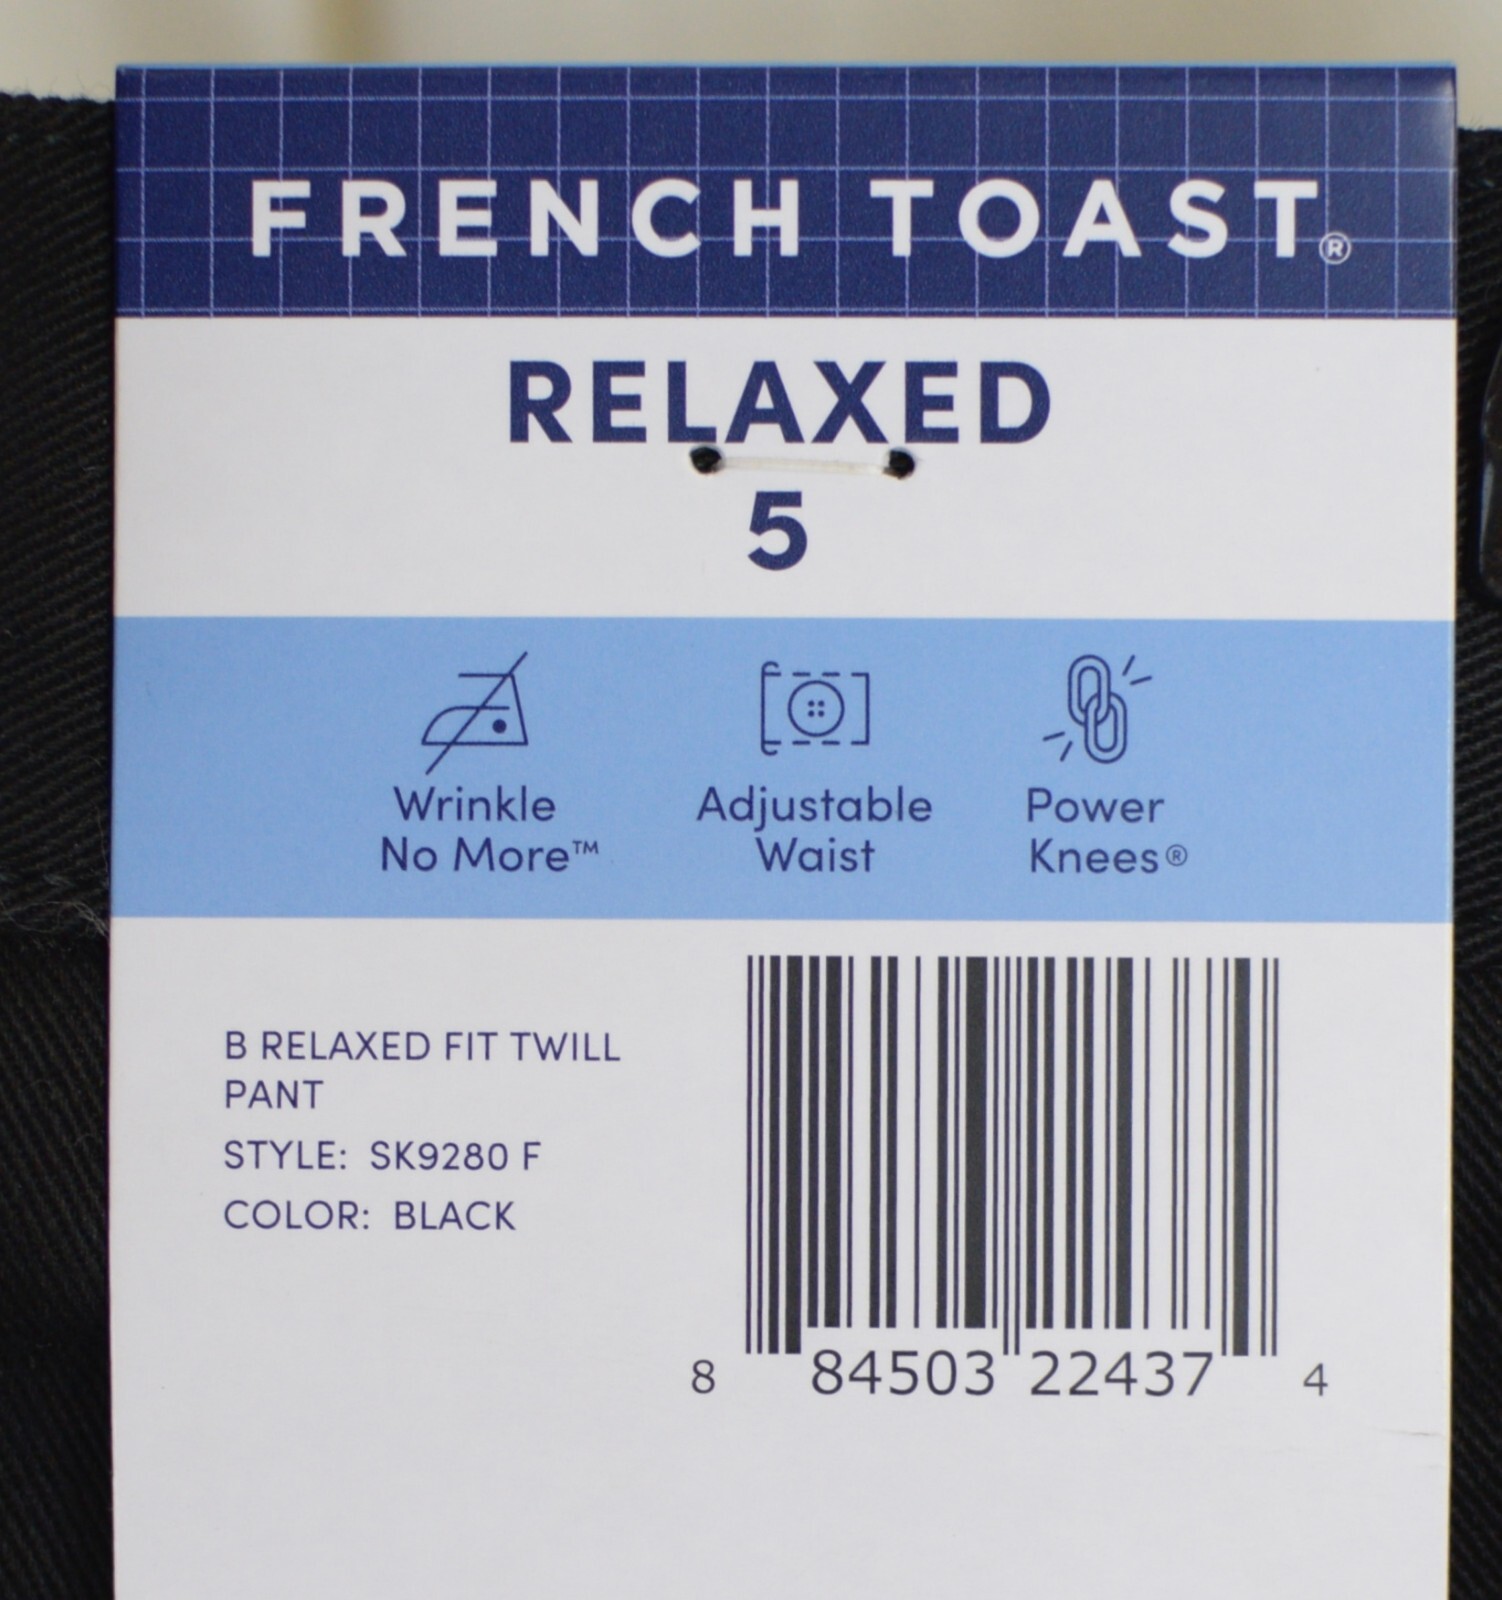 FRENCH TOAST®
RELAXED
5
Wrinkle
No More™
Adjustable
Waist
Power
Knees®
B RELAXED FIT TWILL
PANT
STYLE: SK9280 F
COLOR: BLACK
8 84503 22437 4